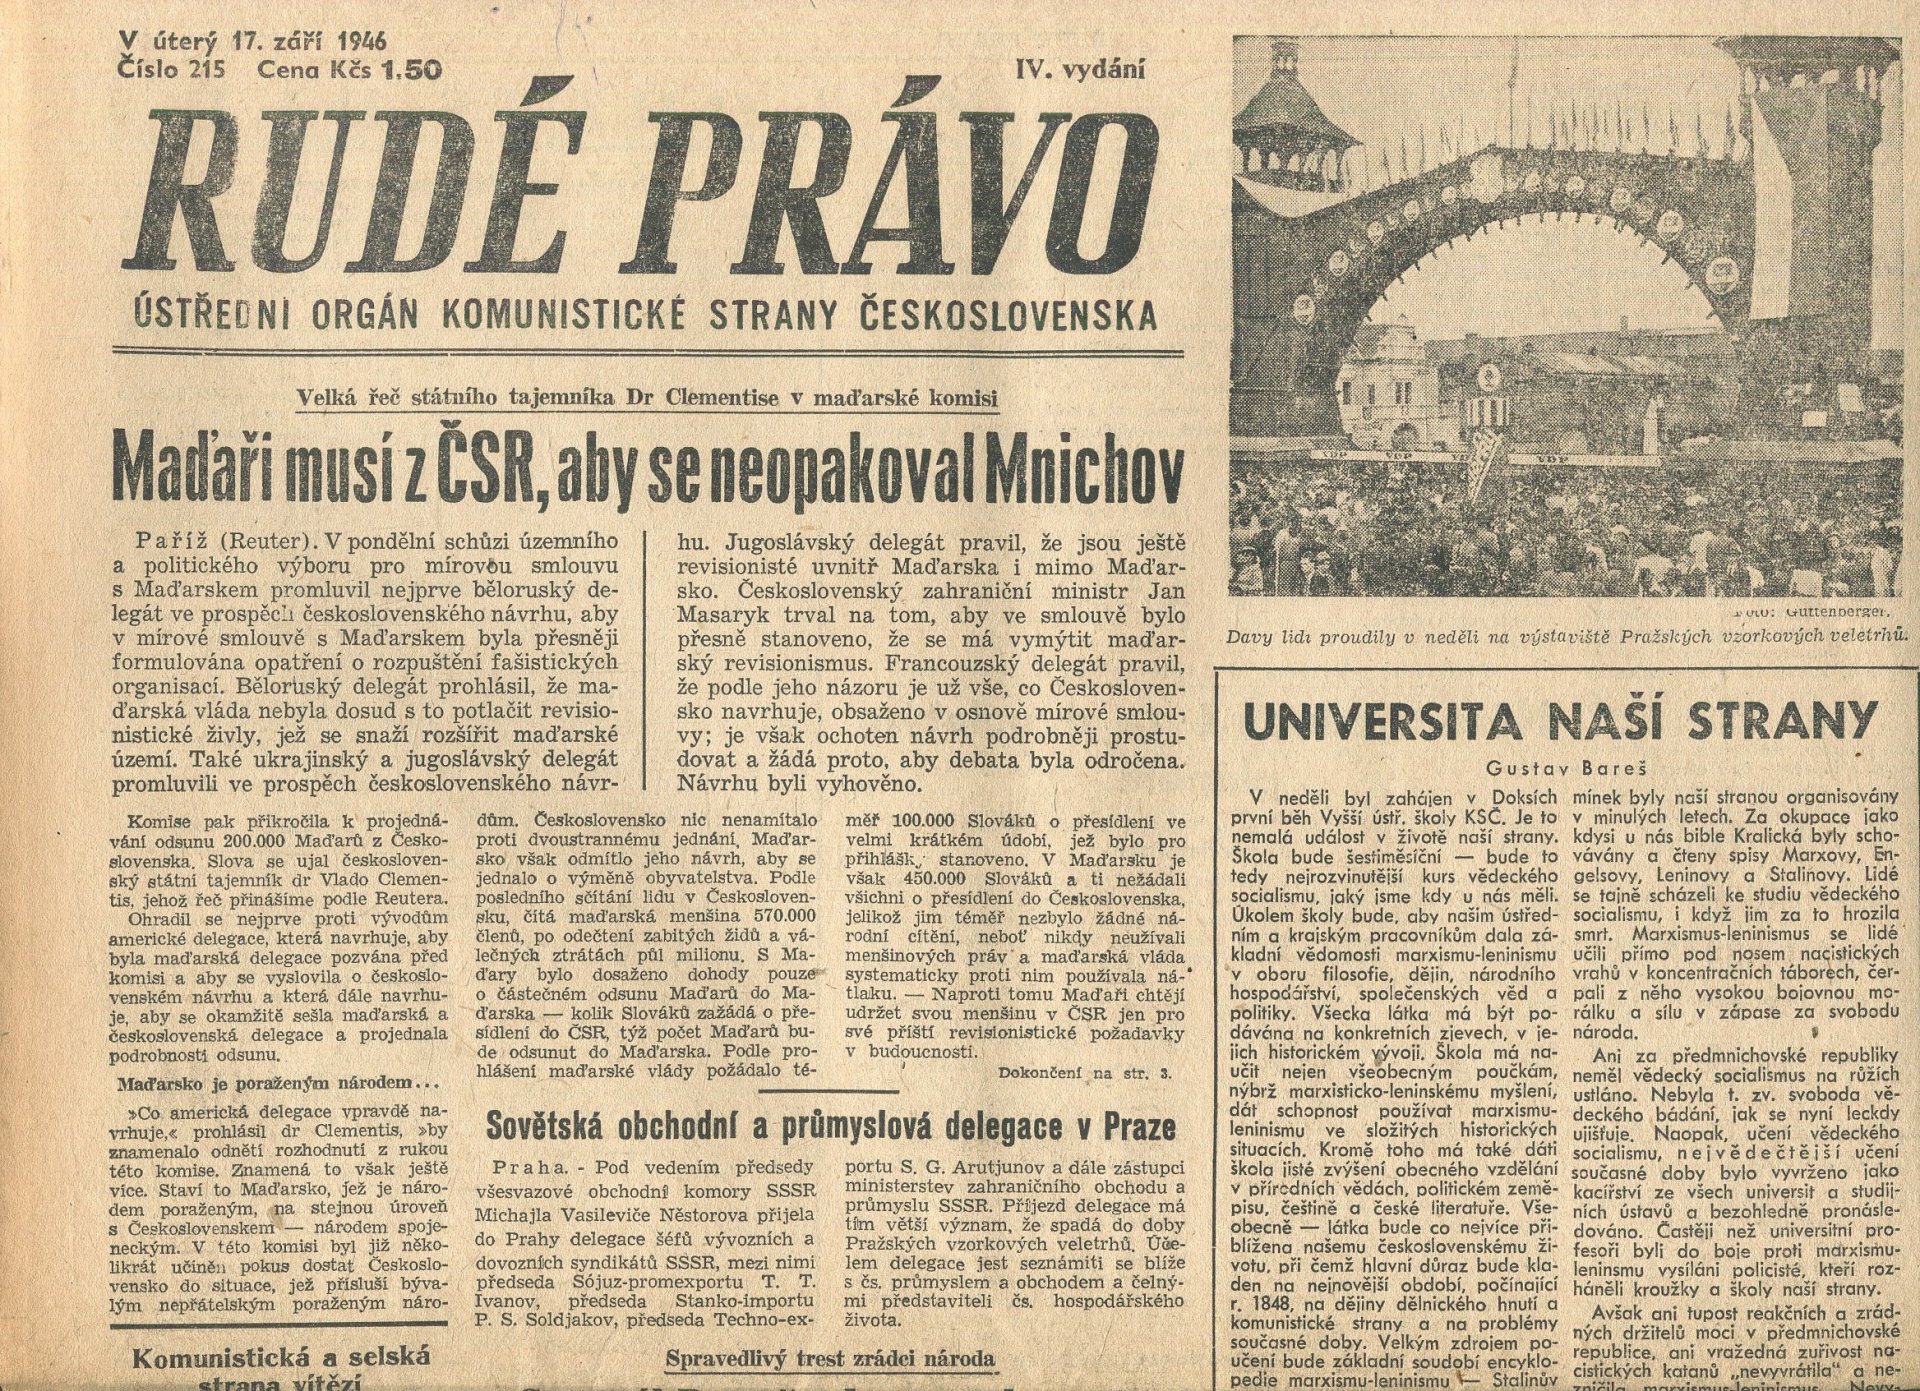 V úterý 17. září 1946
Číslo 215 Cena Kčs 1.50
IV. vydání
RUDÉ PRÁVO
ÚSTŘEDNI ORGÁN KOMUNISTICKÉ STRANY ČESKOSLOVENSKA
Velká řeč státního tajemníka Dr Clementise v maďarské komisi
Maďaři musí z ČSR, aby se neopakoval Mnichov
Paříž (Reuter). V pondělní schůzi územního
a politického výboru pro mírovou smlouvu
s Maďarskem promluvil nejprve běloruský de-
legát ve prospěch československého návrhu, aby
v mírové smlouvě s Maďarskem byla přesněji
formulována opatření o rozpuštění fašistických
organisací. Běloruský delegát prohlásil, že ma-
ďarská vláda nebyla dosud s to potlačit revisio-
nistické živly, jež se snaží rozšířit maďarské
území. Také ukrajinský a jugoslávský delegát
promluvili ve prospěch československého návr-
hu. Jugoslávský delegát pravil, že jsou ještě
revisionisté uvnitř Maďarska i mimo Maďar-
sko. Československý zahraniční ministr Jan
Masaryk trval na tom, aby ve smlouvě bylo
přesně stanoveno, že se má vymýtit maďar-
ský revisionismus. Francouzský delegát pravil,
že podle jeho názoru je už vše, co Českosloven-
sko navrhuje, obsaženo v osnově mírové smlou-
vy; je však ochoten návrh podrobněji prostu-
dovat a žádá proto, aby debata byla odročena.
Návrhu byli vyhověno.
Komise pak přikročila k projedná-
vání odsunu 200.000 Maďarů z Česko-
slovenska. Slova se ujal českosloven-
ský státní tajemník dr Vlado Clemen-
tis, jehož řeč přinášíme podle Reutera.
Ohradil se nejprve proti vývodům
americké delegace, která navrhuje, aby
byla maďarská delegace pozvána před
komisi a aby se vyslovila o českoslo-
venském návrhu a která dále navrhu-
je, aby se okamžitě sešla maďarská a
československá delegace a projednala
podrobnosti odsunu.
Maďarsko je poraženým národem...
»Co americká delegace vpravdě na-
vrhuje,« prohlásil dr Clementis, »by
znamenalo odnětí rozhodnutí z rukou
této komise. Znamená to však ještě
více. Staví to Maďarsko, jež je náro-
dem poraženým, na stejnou úroveň
s Československem — národem spoje-
neckým. V této komisi byl již něko-
likrát učiněn pokus dostat Českoslo-
vensko do situace, jež přísluší býva-
lým nepřátelským poraženým náro-
dům. Československo nic nenamítalo
proti dvoustrannému jednání, Maďar-
sko však odmítlo jeho návrh, aby se
jednalo o výměně obyvatelstva. Podle
posledního sčítání lidu v Českosloven-
sku, čítá maďarská menšina 570.000
členů, po odečtení zabitých židů a vá-
lečných ztrátách půl milionu. S Ma-
ďary bylo dosaženo dohody pouze
o částečném odsunu Maďarů do Ma-
ďarska — kolik Slováků zažádá o pře-
sídlení do ČSR, týž počet Maďarů bu-
de odsunut do Maďarska. Podle pro-
hlášení maďarské vlády požádalo té-
měř 100.000 Slováků o přesídlení ve
velmi krátkém údobí, jež bylo pro
přihlášk stanoveno. V Maďarsku je
však 450.000 Slováků a ti nežádali
všichni o přesídlení do Československa,
jelikož jim téměř nezbylo žádné ná-
rodní cítění, neboť nikdy neužívali
menšinových práv a maďarská vláda
systematicky proti nim používala ná-
tlaku. — Naproti tomu Maďaři chtějí
udržet svou menšinu v ČSR jen pro
své příští revisionistické požadavky
v budoucnosti.
Dokončení na str. 3.
Sovětská obchodní a průmyslová delegace v Praze
Praha. - Pod vedením předsedy
všesvazové obchodní komory SSSR
Michajla Vasileviče Něstorova přijela
do Prahy delegace šéfů vývozních a
dovozních syndikátů SSSR, mezi nimi
předseda Sójuz-promexportu T. T.
Ivanov, předseda Stanko-importu
P. S. Soldjakov, předseda Techno-ex-
portu S. G. Arutjunov a dále zástupci
ministerstev zahraničního obchodu a
průmyslu SSSR. Příjezd delegace má
tím větší význam, že spadá do doby
Pražských vzorkových veletrhů. Úče-
lem delegace jest seznámiti se blíže
s čs. průmyslem a obchodem a čelný-
mi představiteli čs. hospodářského
života.
Komunistická a selská
strana vítězí
Spravedlivý trest zrádci národa
VDP VDP VDP
Foto: Guttenberger.
Davy lidí proudily v neděli na výstaviště Pražských vzorkových veletrhů.
UNIVERSITA NAŠÍ STRANY
Gustav Bareš
V neděli byl zahájen v Doksích
první běh Vyšší ústř. školy KSČ. Je to
nemalá událost v životě naší strany.
Škola bude šestiměsíční — bude to
tedy nejrozvinutější kurs vědeckého
socialismu, jaký jsme kdy u nás měli.
Úkolem školy bude, aby našim ústřed-
ním a krajským pracovníkům dala zá-
kladní vědomosti marxismu-leninismu
v oboru filosofie, dějin, národního
hospodářství, společenských věd a
politiky. Všecka látka má být po-
dávána na konkretních zjevech, v je-
jich historickém vývoji. Škola má na-
učit nejen všeobecným poučkám,
nýbrž marxisticko-leninskému myšlení,
dát schopnost používat marxismu-
leninismu ve složitých historických
situacích. Kromě toho má také dáti
škola jisté zvýšení obecného vzdělání
v přírodních vědách, politickém země-
pisu, češtině a české literatuře. Vše-
obecně — látka bude co nejvíce při-
blížena našemu československému ži-
votu, při čemž hlavní důraz bude kla-
den na nejnovější období, počínající
r. 1848, na dějiny dělnického hnutí a
komunistické strany a na problémy
současné doby. Velkým zdrojem po-
učení bude základní soudobí encyklo-
pedie marxismu-leninismu — Stalinův
mínek byly naší stranou organisovány
v minulých letech. Za okupace jako
kdysi u nás bible Kralická byly scho-
vávány a čteny spisy Marxovy, En-
gelsovy, Leninovy a Stalinovy. Lidé
se tajně scházeli ke studiu vědeckého
socialismu, i když jim za to hrozila
smrt. Marxismus-leninismus se lidé
učili přímo pod nosem nacistických
vrahů v koncentračních táborech, čer-
pali z něho vysokou bojovnou mo-
rálku a sílu v zápase za svobodu
národa.
Ani za předmnichovské republiky
neměl vědecký socialismus na růžích
ustláno. Nebyla t. zv. svoboda vě-
deckého bádání, jak se nyní leckdy
ujišťuje. Naopak, učení vědeckého
socialismu, nejvědečtější učení
současné doby bylo vyvrženo jako
kacířství ze všech universit a studij-
ních ústavů a bezohledně pronásle-
dováno. Častěji než universitní pro-
fesoři byli do boje proti marxismu-
leninsmu vysíláni policisté, kteří roz-
háněli kroužky a školy naší strany.
Avšak ani tupost reakčních a zrád-
ných držitelů moci v předmnichovské
republice, ani vražedná zuřivost na-
cistických katanů „nevyvrátila" a ne-
zničila marxismus-leninismus.